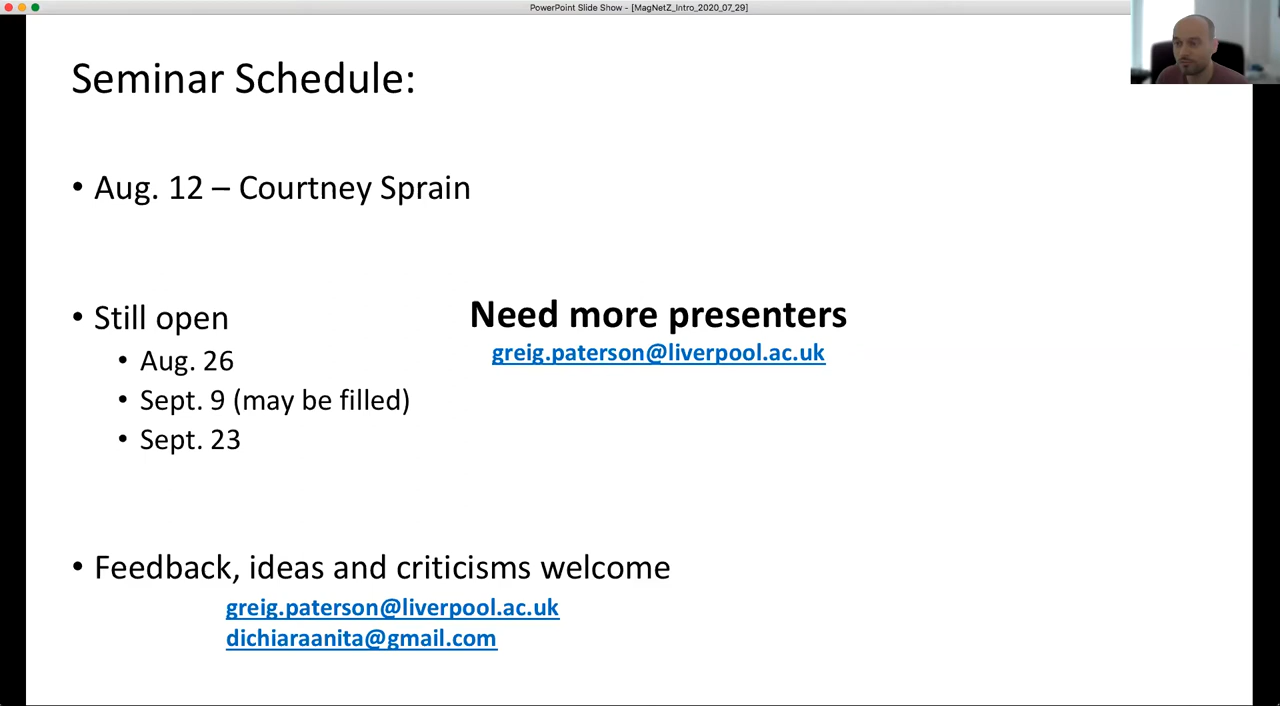 PowerPoint Slide Show - [MagNetZ_Intro_2020_07_29]
Seminar Schedule:
• Aug. 12 – Courtney Sprain
• Still open
• Aug. 26
• Sept. 9 (may be filled)
• Sept. 23
Need more presenters
greig.paterson@liverpool.ac.uk
• Feedback, ideas and criticisms welcome
greig.paterson@liverpool.ac.uk
dichiaraanita@gmail.com